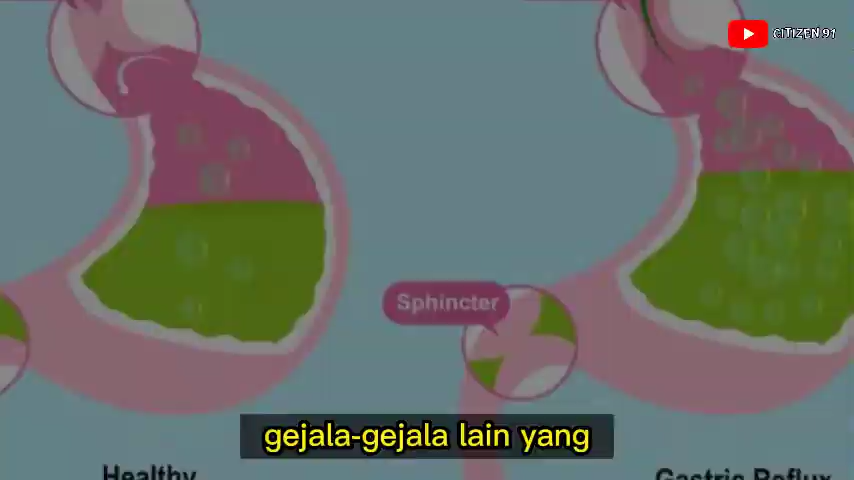 CITIZEN 91
Sphincter
gejala-gejala lain yang
Healthy
Gastric Reflux